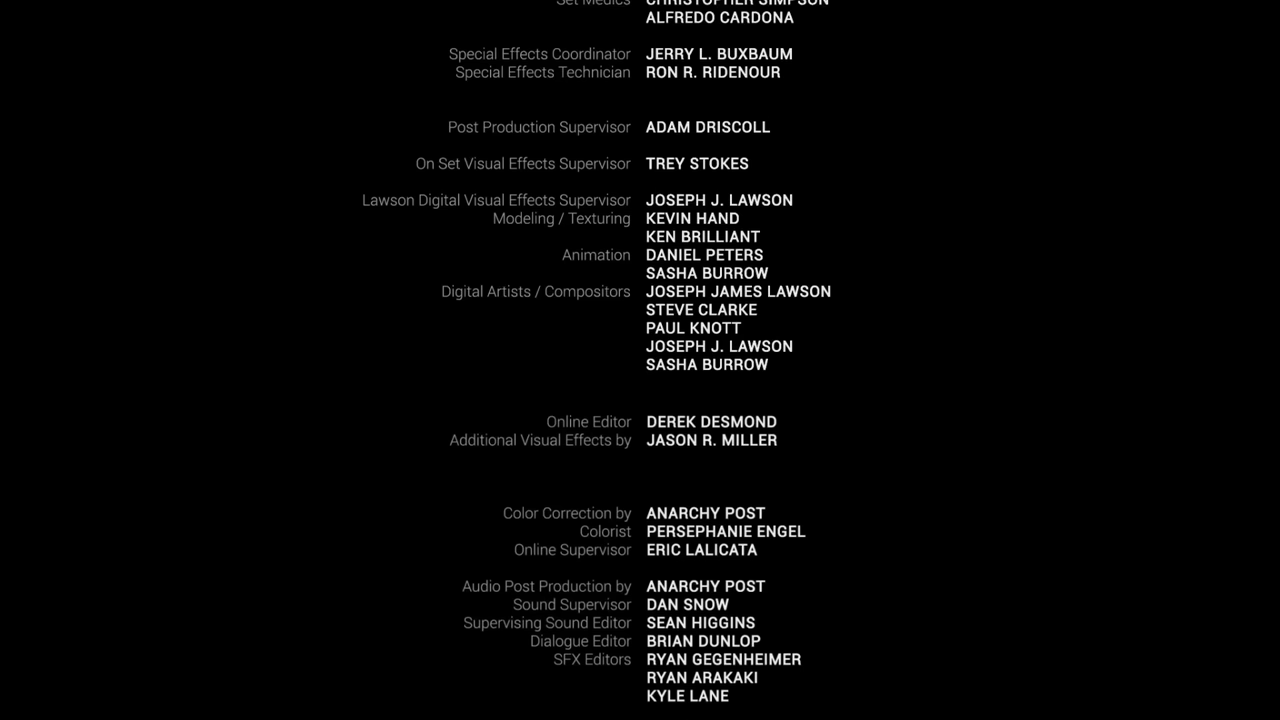 Set Medics CHRISTOPHER SIMPSON
ALFREDO CARDONA
Special Effects Coordinator JERRY L. BUXBAUM
Special Effects Technician RON R. RIDENOUR
Post Production Supervisor ADAM DRISCOLL
On Set Visual Effects Supervisor TREY STOKES
Lawson Digital Visual Effects Supervisor JOSEPH J. LAWSON
Modeling / Texturing KEVIN HAND
KEN BRILLIANT
Animation DANIEL PETERS
SASHA BURROW
Digital Artists / Compositors JOSEPH JAMES LAWSON
STEVE CLARKE
PAUL KNOTT
JOSEPH J. LAWSON
SASHA BURROW
Online Editor DEREK DESMOND
Additional Visual Effects by JASON R. MILLER
Color Correction by ANARCHY POST
Colorist PERSEPHANIE ENGEL
Online Supervisor ERIC LALICATA
Audio Post Production by ANARCHY POST
Sound Supervisor DAN SNOW
Supervising Sound Editor SEAN HIGGINS
Dialogue Editor BRIAN DUNLOP
SFX Editors RYAN GEGENHEIMER
RYAN ARAKAKI
KYLE LANE